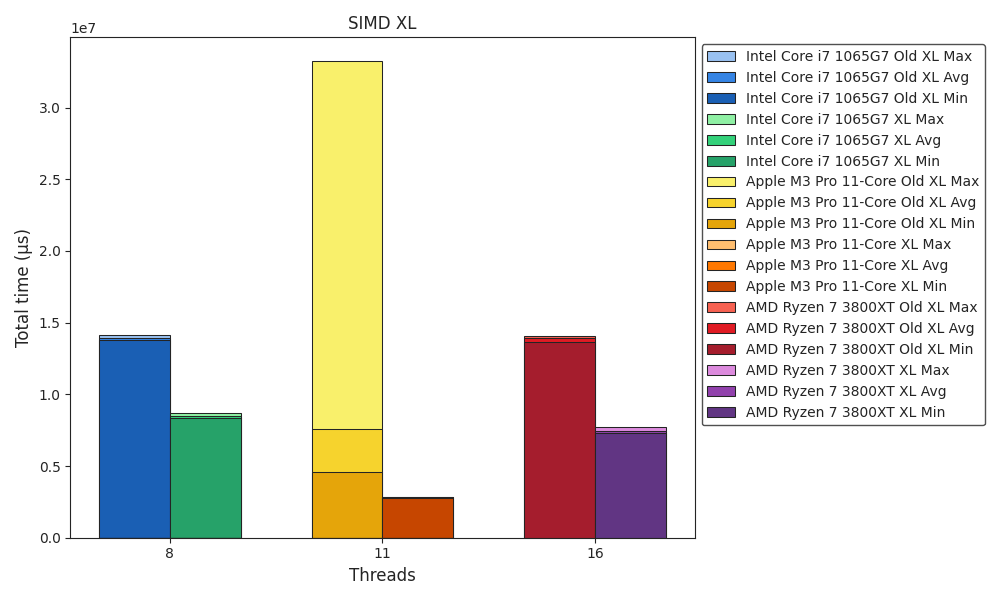 SIMD XL
1e7
Total time (µs)
3.0
2.5
2.0
1.5
1.0
0.5
0.0
8
11
16
Threads
Intel Core i7 1065G7 Old XL Max
Intel Core i7 1065G7 Old XL Avg
Intel Core i7 1065G7 Old XL Min
Intel Core i7 1065G7 XL Max
Intel Core i7 1065G7 XL Avg
Intel Core i7 1065G7 XL Min
Apple M3 Pro 11-Core Old XL Max
Apple M3 Pro 11-Core Old XL Avg
Apple M3 Pro 11-Core Old XL Min
Apple M3 Pro 11-Core XL Max
Apple M3 Pro 11-Core XL Avg
Apple M3 Pro 11-Core XL Min
AMD Ryzen 7 3800XT Old XL Max
AMD Ryzen 7 3800XT Old XL Avg
AMD Ryzen 7 3800XT Old XL Min
AMD Ryzen 7 3800XT XL Max
AMD Ryzen 7 3800XT XL Avg
AMD Ryzen 7 3800XT XL Min